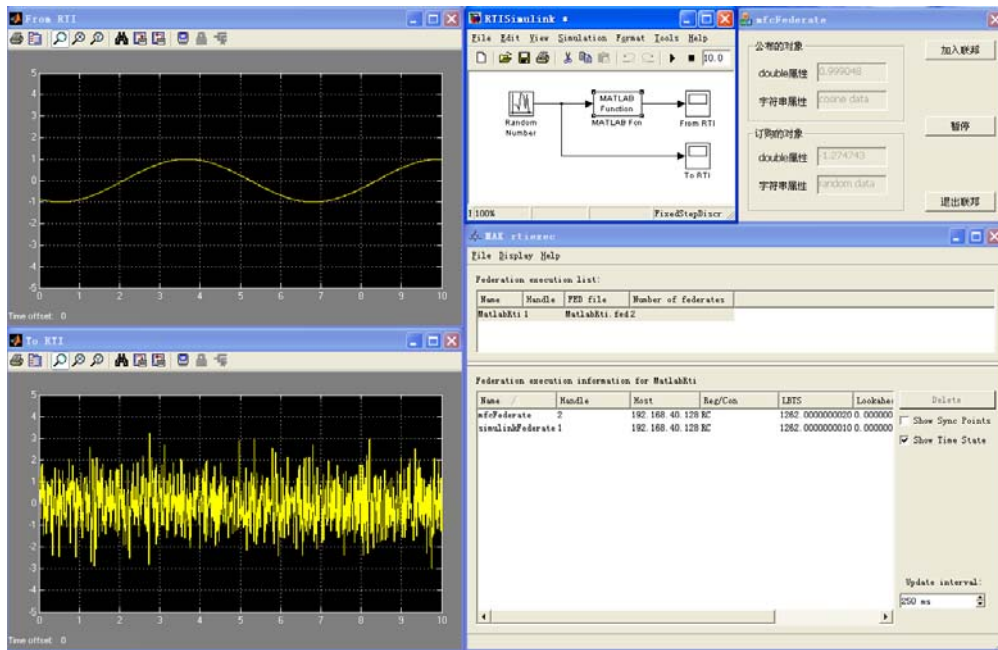 From RTI
5
4
3
2
1
0
-1
-2
-3
-4
-5
0 1 2 3 4 5 6 7 8 9 10
Time offset: 0
To RTI
5
4
3
2
1
0
-1
-2
-3
-4
-5
0 1 2 3 4 5 6 7 8 9 10
Time offset: 0
RTISimulink *
File Edit View Simulation Format Tools Help
10.0
Random
Number
MATLAB
Function
MATLAB Fcn
From RTI
To RTI
100%
FixedStepDiscr
mfcFederate
公布的对象
double属性 0.999048
字符串属性 cosine data
订购的对象
double属性 -1.274743
字符串属性 random data
加入联邦
暂停
退出联邦
MAK rtiexec
File Display Help
Federation execution list:
Name Handle FED file Number of federates
MatlabRti 1 MatlabRti.fed 2
Federation execution information for MatlabRti
Name / Handle Host Reg/Con LBTS Lookahe
mfcFederate 2 192.168.40.128 RC 1262.0000000020 0.000000
simulinkFederate 1 192.168.40.128 RC 1262.0000000010 0.000000
Delete
Show Sync Points
Show Time State
Update interval:
250 ms